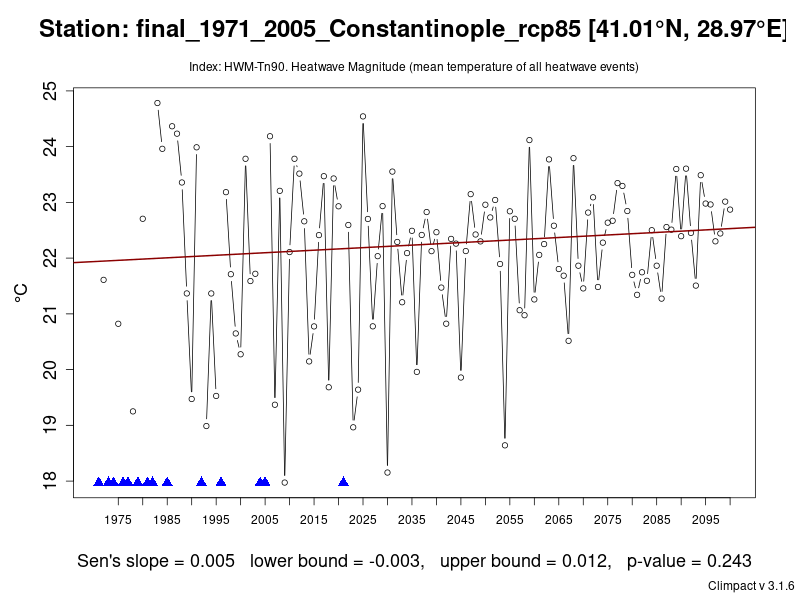 Station: final_1971_2005_Constantinople_rcp85 [41.01°N, 28.97°E]
Index: HWM-Tn90. Heatwave Magnitude (mean temperature of all heatwave events)
25
24
23
22
21
20
19
18
°C
1975 1985 1995 2005 2015 2025 2035 2045 2055 2065 2075 2085 2095
Sen's slope = 0.005 lower bound = -0.003, upper bound = 0.012, p-value = 0.243
Climpact v 3.1.6